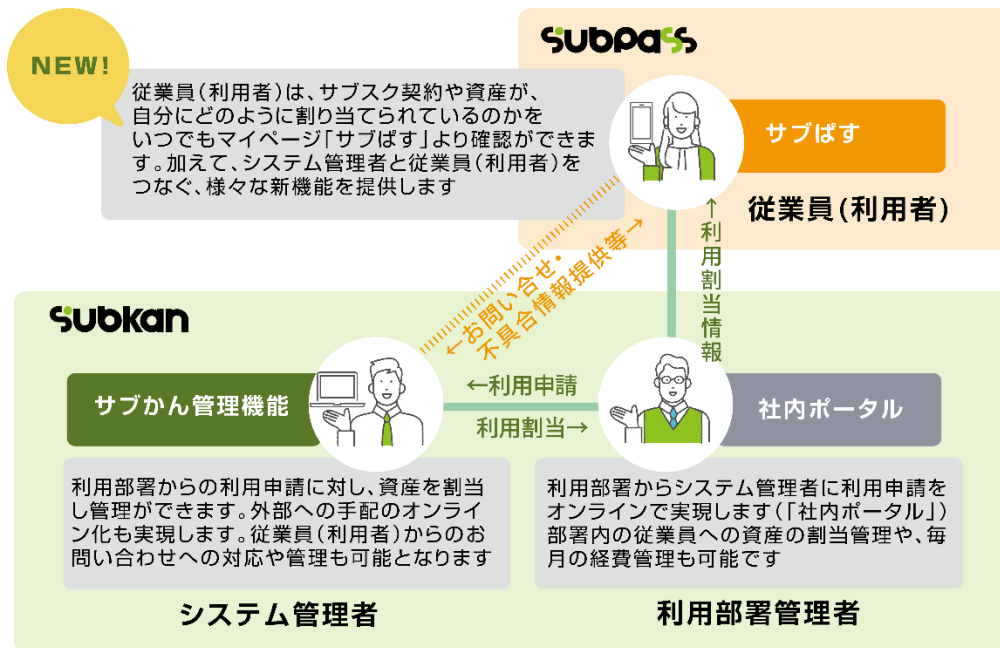 NEW!
Subpass
従業員(利用者)は、サブスク契約や資産が、
自分にどのように割り当てられているのかを
いつでもマイページ「サブぱす」より確認ができま
す。加えて、システム管理者と従業員(利用者)を
つなぐ、様々な新機能を提供します
サブぱす
従業員(利用者)
↑利用割当情報
←お問い合せ・
不具合情報提供等→
Subkan
サブかん管理機能
←利用申請
利用割当→
社内ポータル
利用部署からの利用申請に対し、資産を割当
し管理ができます。外部への手配のオンライ
ン化も実現します。従業員(利用者)からのお
問い合わせへの対応や管理も可能となります
システム管理者
利用部署からシステム管理者に利用申請を
オンラインで実現します(「社内ポータル」)
部署内の従業員への資産の割当管理や、毎
月の経費管理も可能です
利用部署管理者